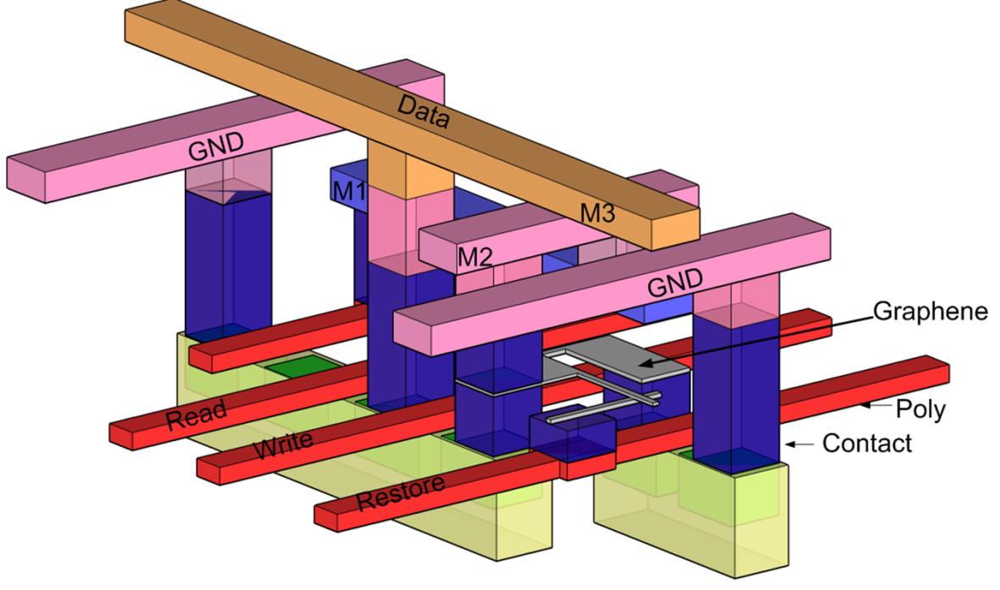 Data
GND
M1
M3
M2
GND
Graphene
Read
Poly
Write
Contact
Restore